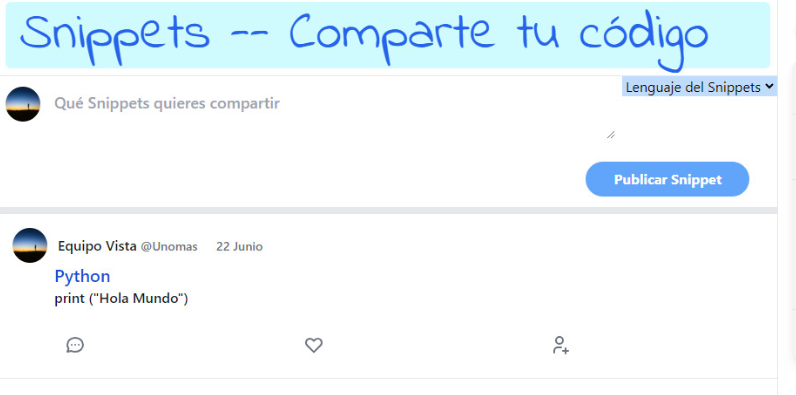 Snippets -- Comparte tu código
Qué Snippets quieres compartir
Lenguaje del Snippets
Publicar Snippet
Equipo Vista @Unomas 22 Junio
Python
print ("Hola Mundo")